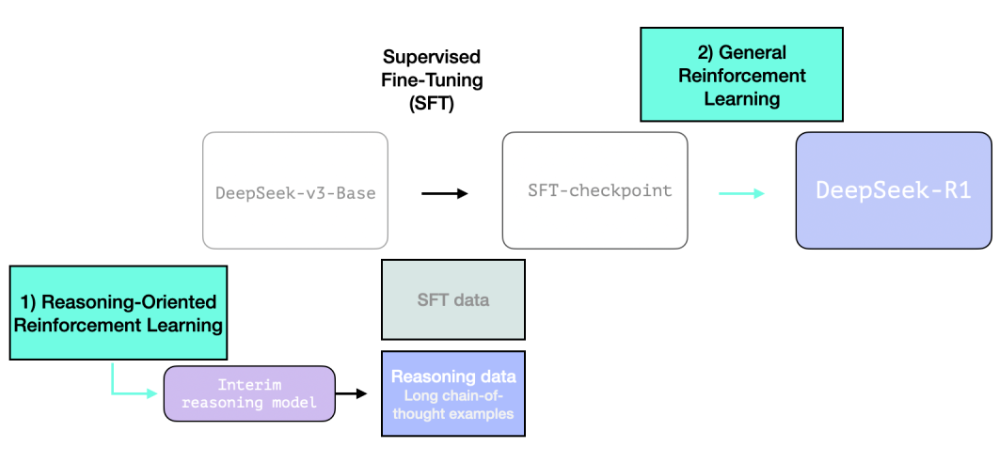 Supervised
Fine-Tuning
(SFT)
2) General
Reinforcement
Learning
DeepSeek-v3-Base
SFT-checkpoint
DeepSeek-R1
1) Reasoning-Oriented
Reinforcement Learning
SFT data
Interim
reasoning model
Reasoning data
Long chain-of-
thought examples